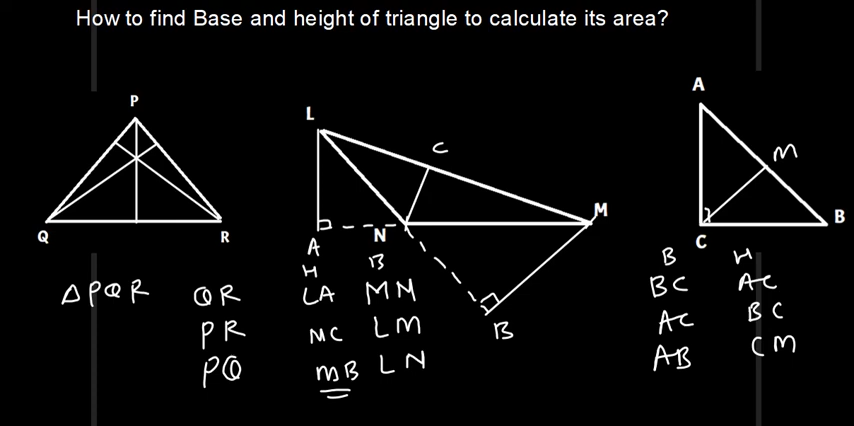 How to find Base and height of triangle to calculate its area?
P
Q
R
L
C
M
N
A
B
A
M
B
C
ΔPQR
QR
PR
PQ
H B
LA MN
MC LM
MB LN
B H
BC AC
AC BC
AB CM